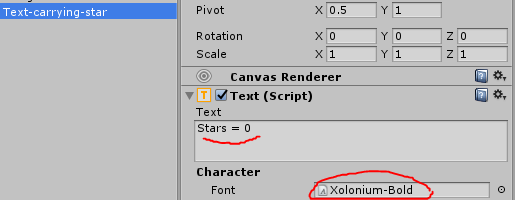 Text-carrying-star
Pivot X 0.5 Y 1
Rotation X 0 Y 0 Z 0
Scale X 1 Y 1 Z 1
Canvas Renderer
Text (Script)
Text
Stars = 0
Character
Font Xolonium-Bold